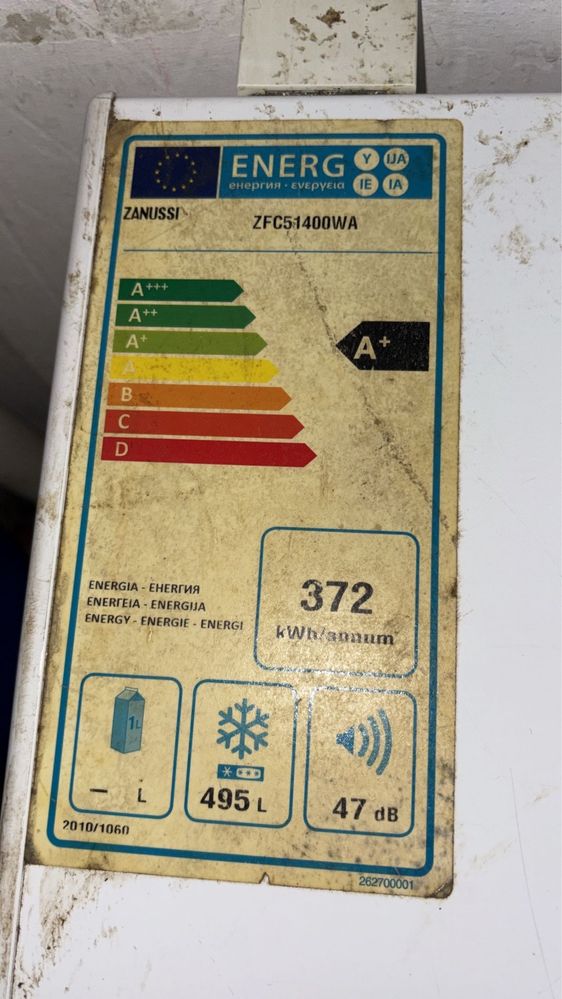 ENERG Y IJA
енергия · ενεργεια IE IA
ZANUSSI ZFC51400WA
A+++
A++
A+
A
B
C
D
A+
ENERGIA - ЕНЕРГИЯ
ΕΝΕΡΓΕΙΑ - ENERGIJA
ENERGY - ENERGIE - ENERGI
372
kWh/annum
1L
– L
495 L
47 dB
2010/1060
262700001